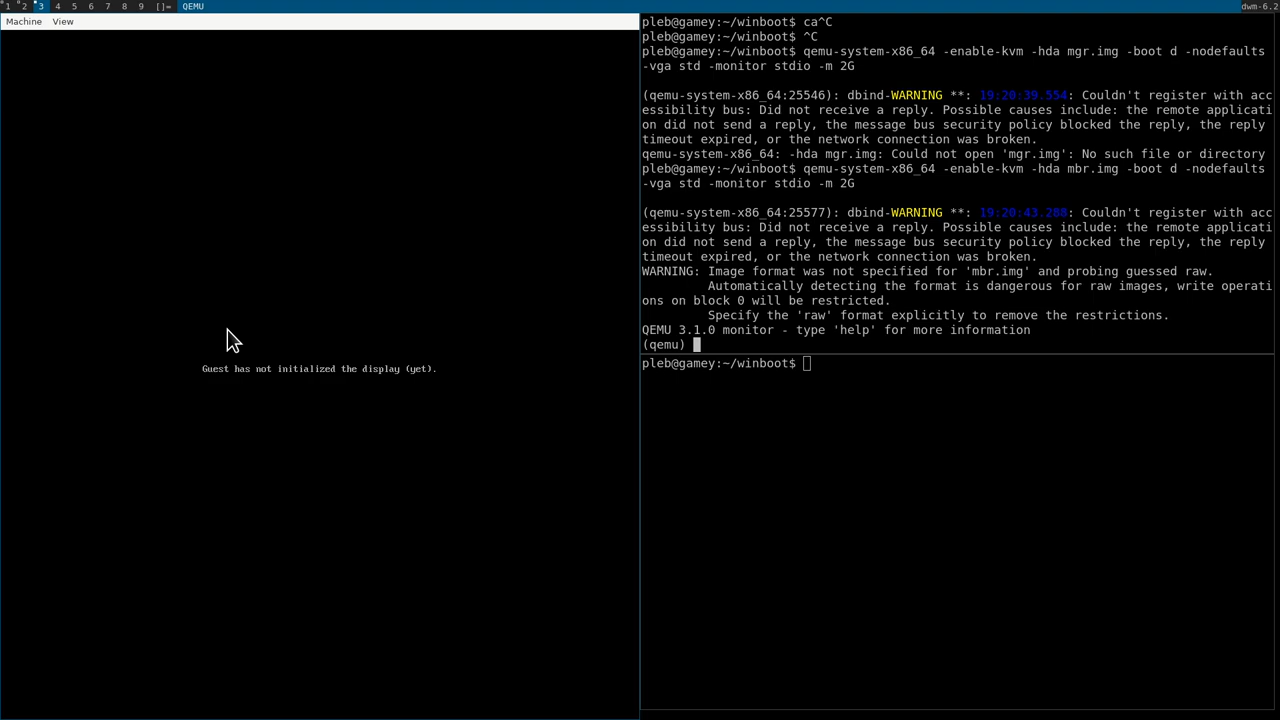 1 2 3 4 5 6 7 8 9 []= QEMU dwm-6.2
Machine View
Guest has not initialized the display (yet).
pleb@gamey:~/winboot$ ca^C
pleb@gamey:~/winboot$ ^C
pleb@gamey:~/winboot$ qemu-system-x86_64 -enable-kvm -hda mgr.img -boot d -nodefaults
-vga std -monitor stdio -m 2G
(qemu-system-x86_64:25546): dbind-WARNING **: 19:20:39.554: Couldn't register with acc
essibility bus: Did not receive a reply. Possible causes include: the remote applicati
on did not send a reply, the message bus security policy blocked the reply, the reply
timeout expired, or the network connection was broken.
qemu-system-x86_64: -hda mgr.img: Could not open 'mgr.img': No such file or directory
pleb@gamey:~/winboot$ qemu-system-x86_64 -enable-kvm -hda mbr.img -boot d -nodefaults
-vga std -monitor stdio -m 2G
(qemu-system-x86_64:25577): dbind-WARNING **: 19:20:43.288: Couldn't register with acc
essibility bus: Did not receive a reply. Possible causes include: the remote applicati
on did not send a reply, the message bus security policy blocked the reply, the reply
timeout expired, or the network connection was broken.
WARNING: Image format was not specified for 'mbr.img' and probing guessed raw.
Automatically detecting the format is dangerous for raw images, write operati
ons on block 0 will be restricted.
Specify the 'raw' format explicitly to remove the restrictions.
QEMU 3.1.0 monitor - type 'help' for more information
(qemu)
pleb@gamey:~/winboot$